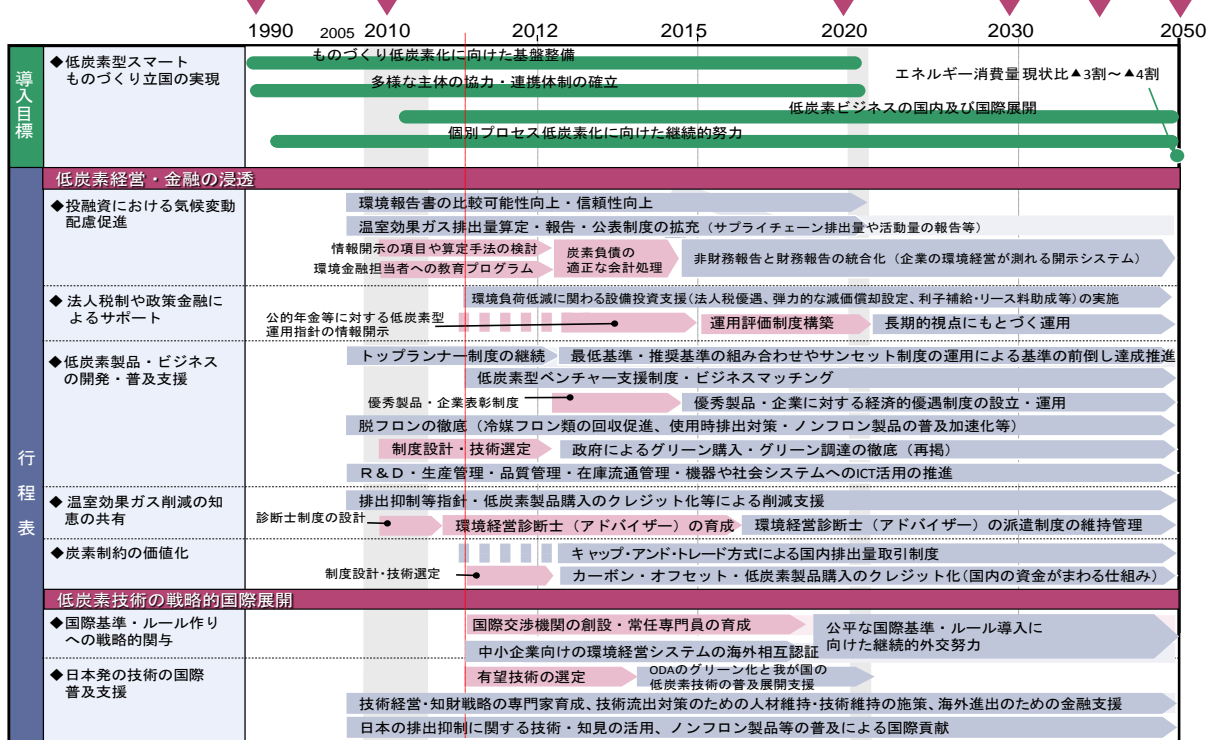 1990 2005 2010 2012 2015 2020 2030 2050
導入目標
◆低炭素型スマート
ものづくり立国の実現
ものづくり低炭素化に向けた基盤整備
多様な主体の協力・連携体制の確立
エネルギー消費量 現状比▲3割～▲4割
低炭素ビジネスの国内及び国際展開
個別プロセス低炭素化に向けた継続的努力
行程表
低炭素経営・金融の浸透
◆投融資における気候変動
配慮促進
環境報告書の比較可能性向上・信頼性向上
温室効果ガス排出量算定・報告・公表制度の拡充（サプライチェーン排出量や活動量の報告等）
情報開示の項目や算定手法の検討
環境金融担当者への教育プログラム
炭素負債の
適正な会計処理
非財務報告と財務報告の統合化（企業の環境経営が測れる開示システム）
◆ 法人税制や政策金融に
よるサポート
環境負荷低減に関わる設備投資支援（法人税優遇、弾力的な減価償却設定、利子補給・リース料助成等）の実施
公的年金等に対する低炭素型
運用指針の情報開示
運用評価制度構築
長期的視点にもとづく運用
◆低炭素製品・ビジネス
の開発・普及支援
トップランナー制度の継続
最低基準・推奨基準の組み合わせやサンセット制度の運用による基準の前倒し達成推進
低炭素型ベンチャー支援制度・ビジネスマッチング
優秀製品・企業表彰制度
優秀製品・企業に対する経済的優遇制度の設立・運用
脱フロンの徹底（冷媒フロン類の回収促進、使用時排出対策・ノンフロン製品の普及加速化等）
制度設計・技術選定
政府によるグリーン購入・グリーン調達の徹底（再掲）
Ｒ＆Ｄ・生産管理・品質管理・在庫流通管理・機器や社会システムへのICT活用の推進
◆ 温室効果ガス削減の知
恵の共有
排出抑制等指針・低炭素製品購入のクレジット化等による削減支援
診断士制度の設計
環境経営診断士（アドバイザー）の育成
環境経営診断士（アドバイザー）の派遣制度の維持管理
◆炭素制約の価値化
キャップ・アンド・トレード方式による国内排出量取引制度
制度設計・技術選定
カーボン・オフセット・低炭素製品購入のクレジット化（国内の資金がまわる仕組み）
低炭素技術の戦略的国際展開
◆国際基準・ルール作り
への戦略的関与
国際交渉機関の創設・常任専門員の育成
中小企業向けの環境経営システムの海外相互認証
公平な国際基準・ルール導入に
向けた継続的外交努力
◆日本発の技術の国際
普及支援
有望技術の選定
ODAのグリーン化と我が国の
低炭素技術の普及展開支援
技術経営・知財戦略の専門家育成、技術流出対策のための人材維持・技術維持の施策、海外進出のための金融支援
日本の排出抑制に関する技術・知見の活用、ノンフロン製品等の普及による国際貢献